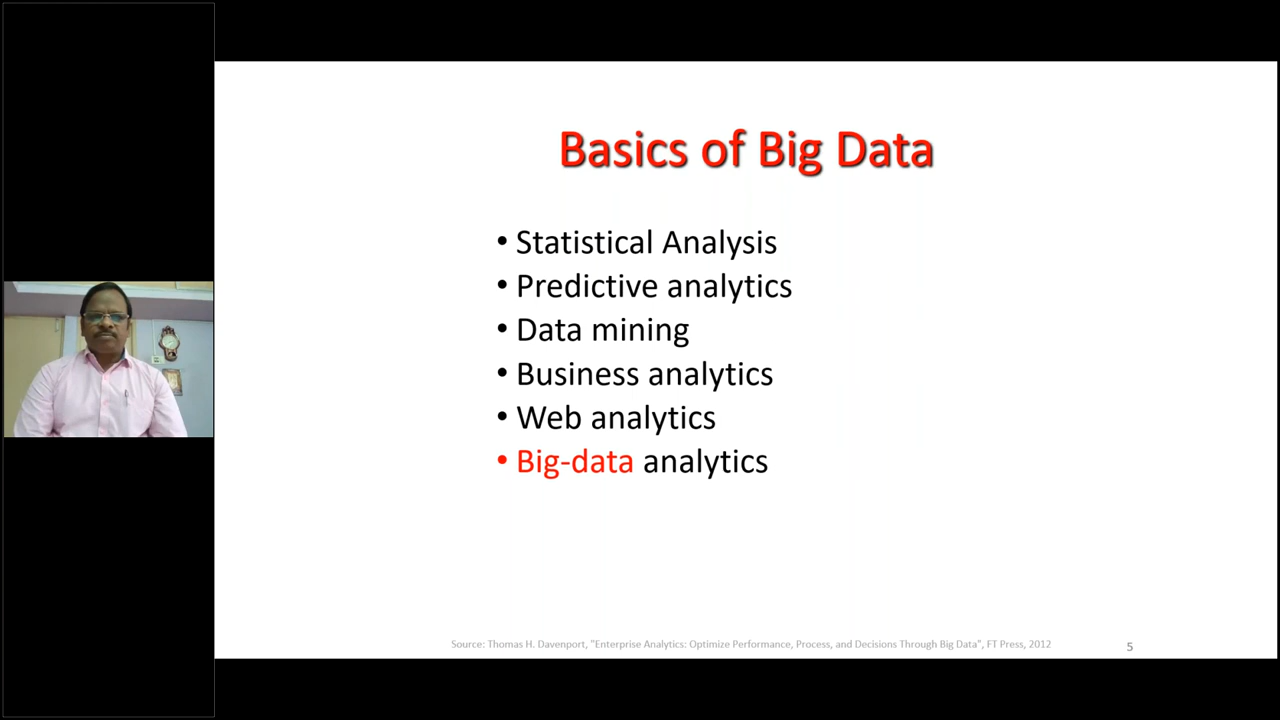 Basics of Big Data
• Statistical Analysis
• Predictive analytics
• Data mining
• Business analytics
• Web analytics
• Big-data analytics
Source: Thomas H. Davenport, "Enterprise Analytics: Optimize Performance, Process, and Decisions Through Big Data", FT Press, 2012
5